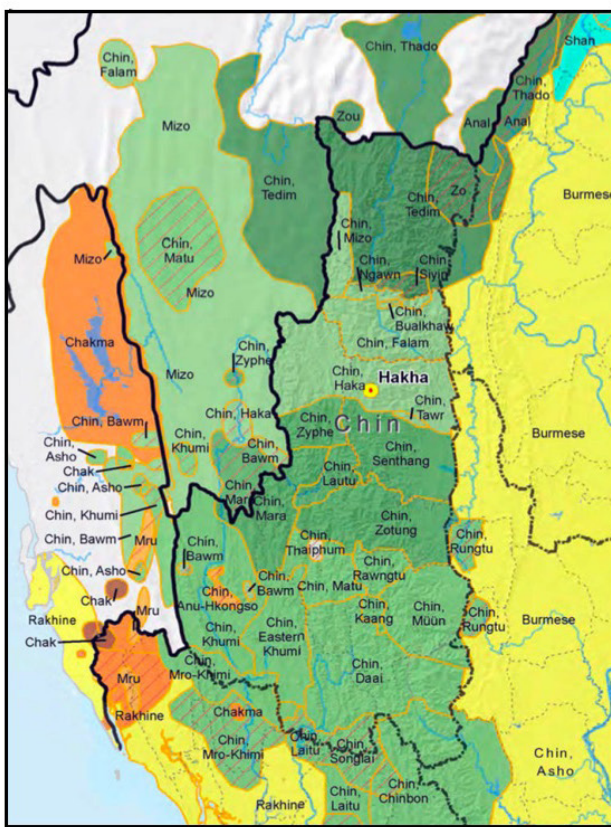 Chin,
Falam
Chin, Thado
Shan
Chin,
Thado
Zou
Anal
Anal
Mizo
Chin,
Tedim
Zo
Burmese
Chin,
Tedim
Chin,
Matu
Chin,
Mizo
Mizo
Chin,
Ngawn
Chin,
Siyin
Mizo
Chin,
Bualkhaw
Chin, Falam
Chakma
Chin,
Zyphe
Mizo
Chin,
Haka
Hakha
Chin, Haka
Chin,
Tawr
Chin, Bawm
Chin,
Zyphe
Chin
Chin,
Khumi
Chin,
Bawm
Burmese
Chin,
Asho
Chak
Chin,
Senthang
Chin,
Lautu
Chin, Asho
Chin,
Mara
Chin,
Mara
Chin, Khumi
Chin,
Zotung
Chin, Bawm
Mru
Chin,
Bawm
Chin,
Thaiphum
Chin,
Rungtu
Chin, Asho
Chin,
Rawngtu
Chin,
Anu-Hkongso
Chin,
Bawm
Chin, Matu
Chak
Mru
Chin,
Kaang
Chin,
Müün
Chin,
Rungtu
Rakhine
Chak
Chin,
Khumi
Chin,
Eastern
Khumi
Burmese
Mru
Chin,
Mro-Khimi
Chin,
Daai
Rakhine
Chakma
Chin,
Mro-Khimi
Chin,
Laitu
Chin,
Songlai
Chin,
Asho
Rakhine
Chin,
Laitu
Chin,
Chinbon